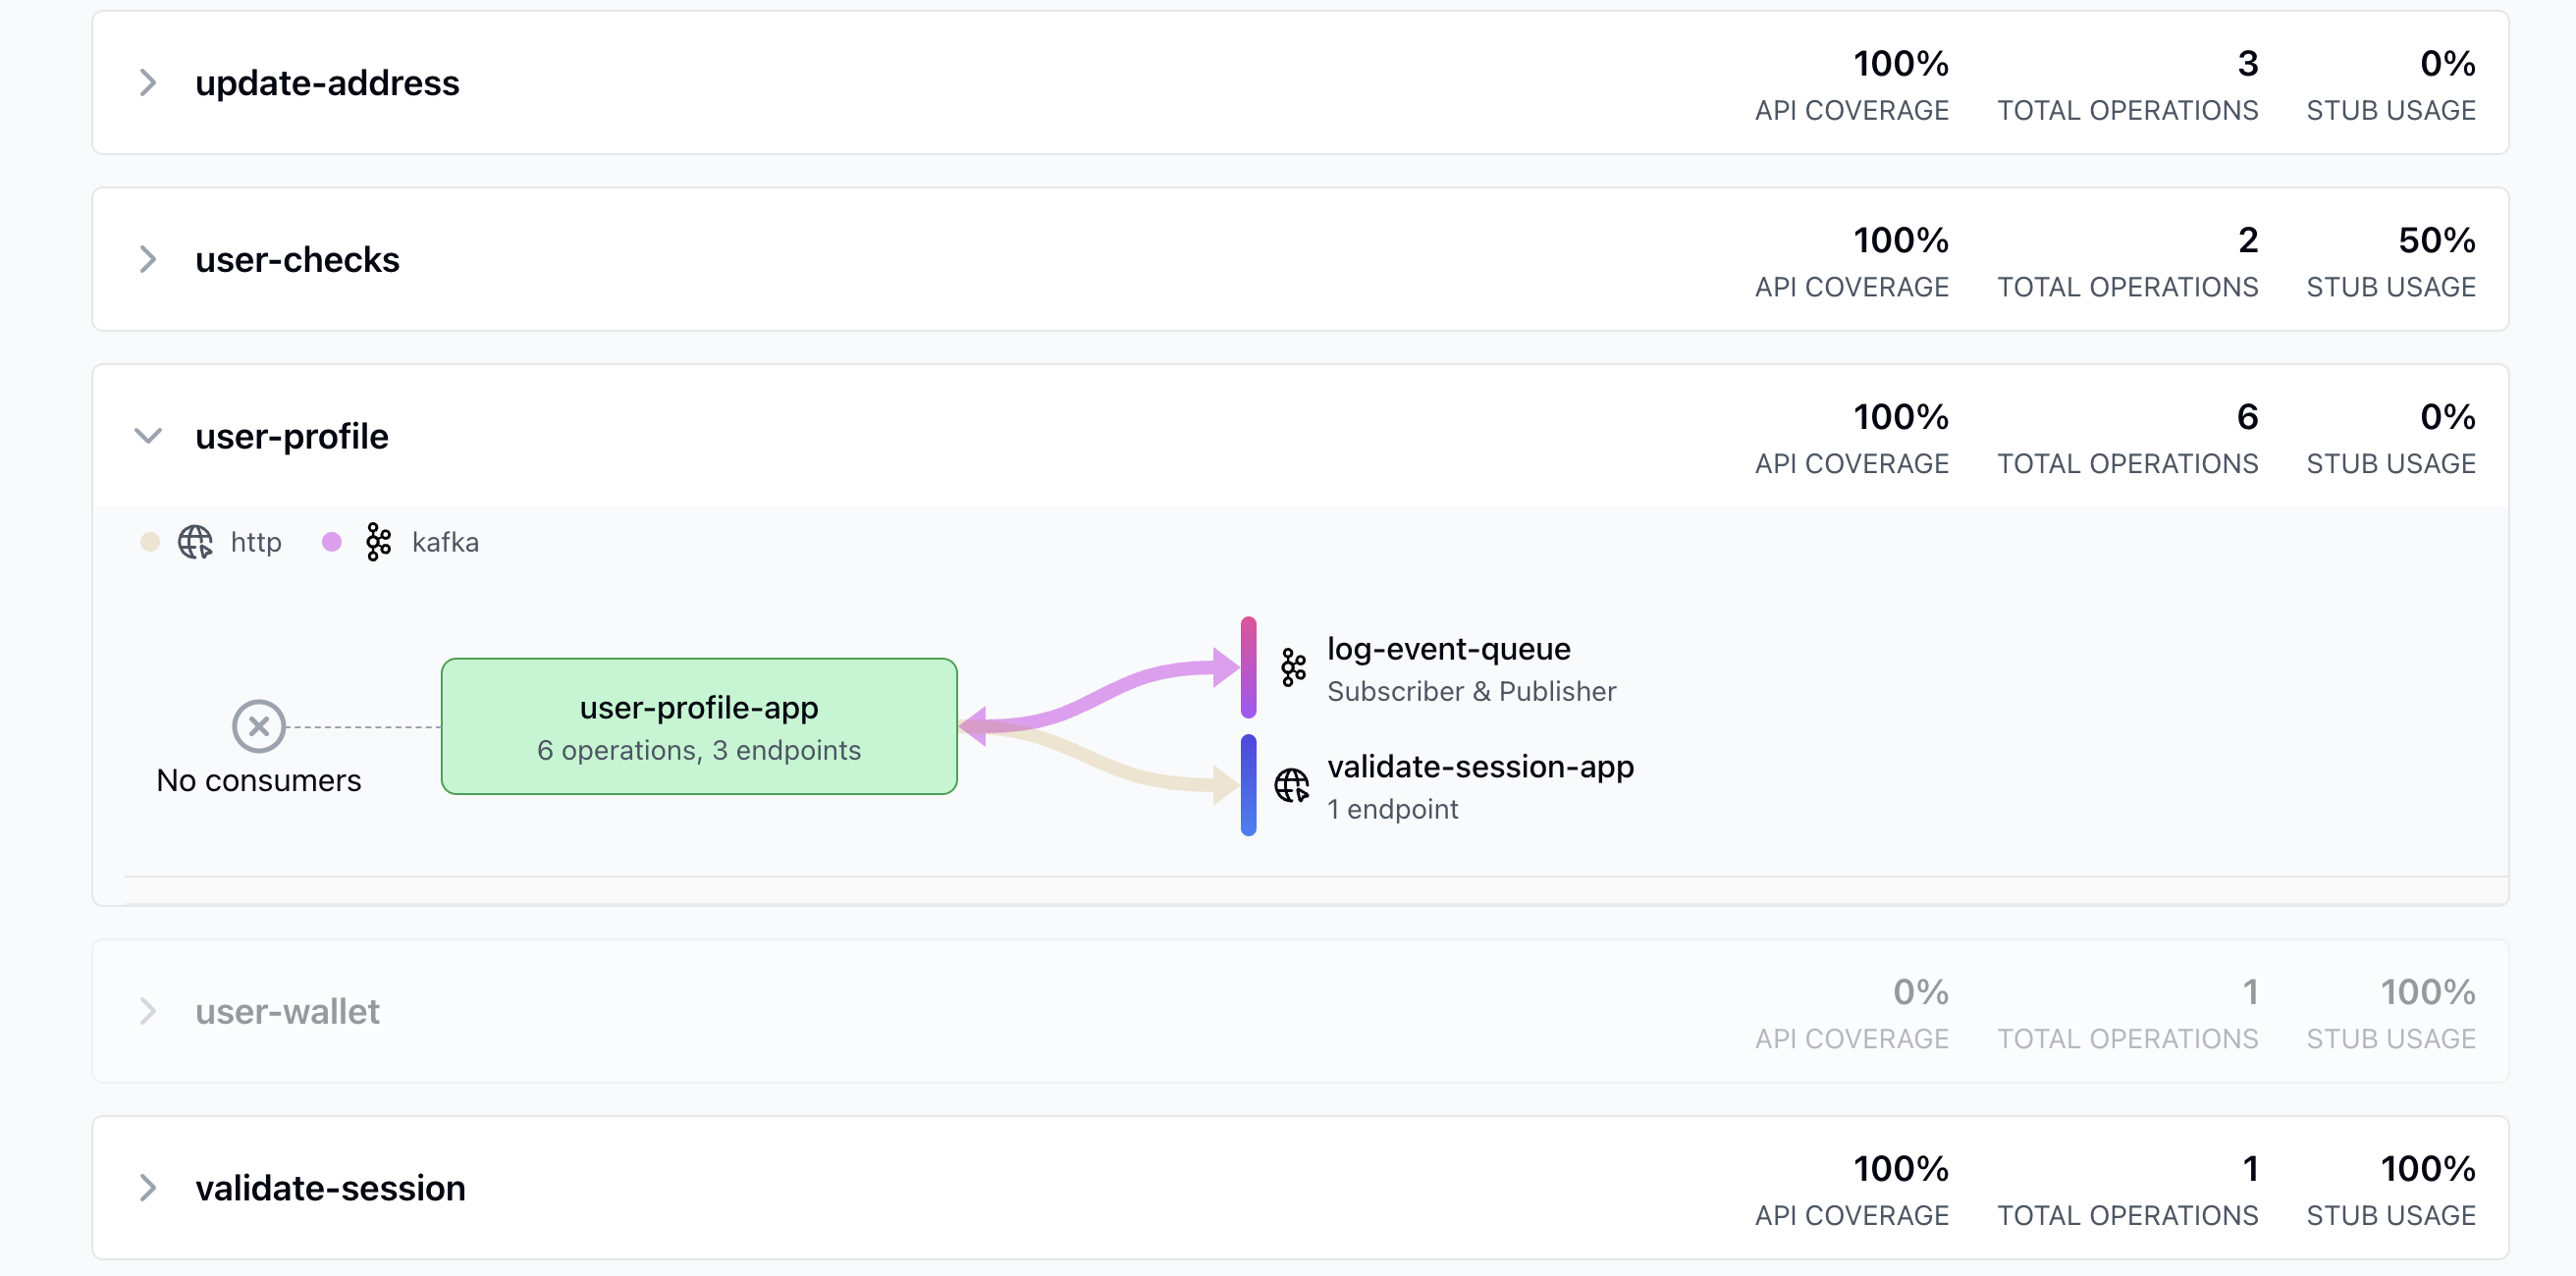 update-address
100%
API COVERAGE
3
TOTAL OPERATIONS
0%
STUB USAGE
user-checks
100%
API COVERAGE
2
TOTAL OPERATIONS
50%
STUB USAGE
user-profile
100%
API COVERAGE
6
TOTAL OPERATIONS
0%
STUB USAGE
http
kafka
No consumers
user-profile-app
6 operations, 3 endpoints
log-event-queue
Subscriber & Publisher
validate-session-app
1 endpoint
user-wallet
0%
API COVERAGE
1
TOTAL OPERATIONS
100%
STUB USAGE
validate-session
100%
API COVERAGE
1
TOTAL OPERATIONS
100%
STUB USAGE